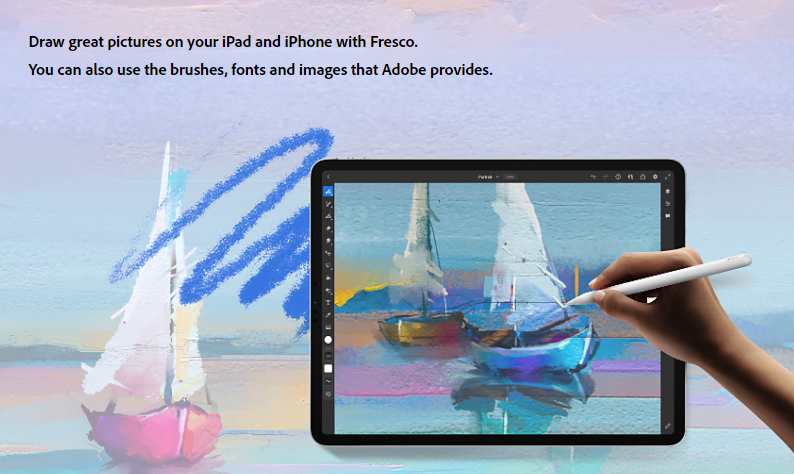 Draw great pictures on your iPad and iPhone with Fresco.
You can also use the brushes, fonts and images that Adobe provides.
Portrait